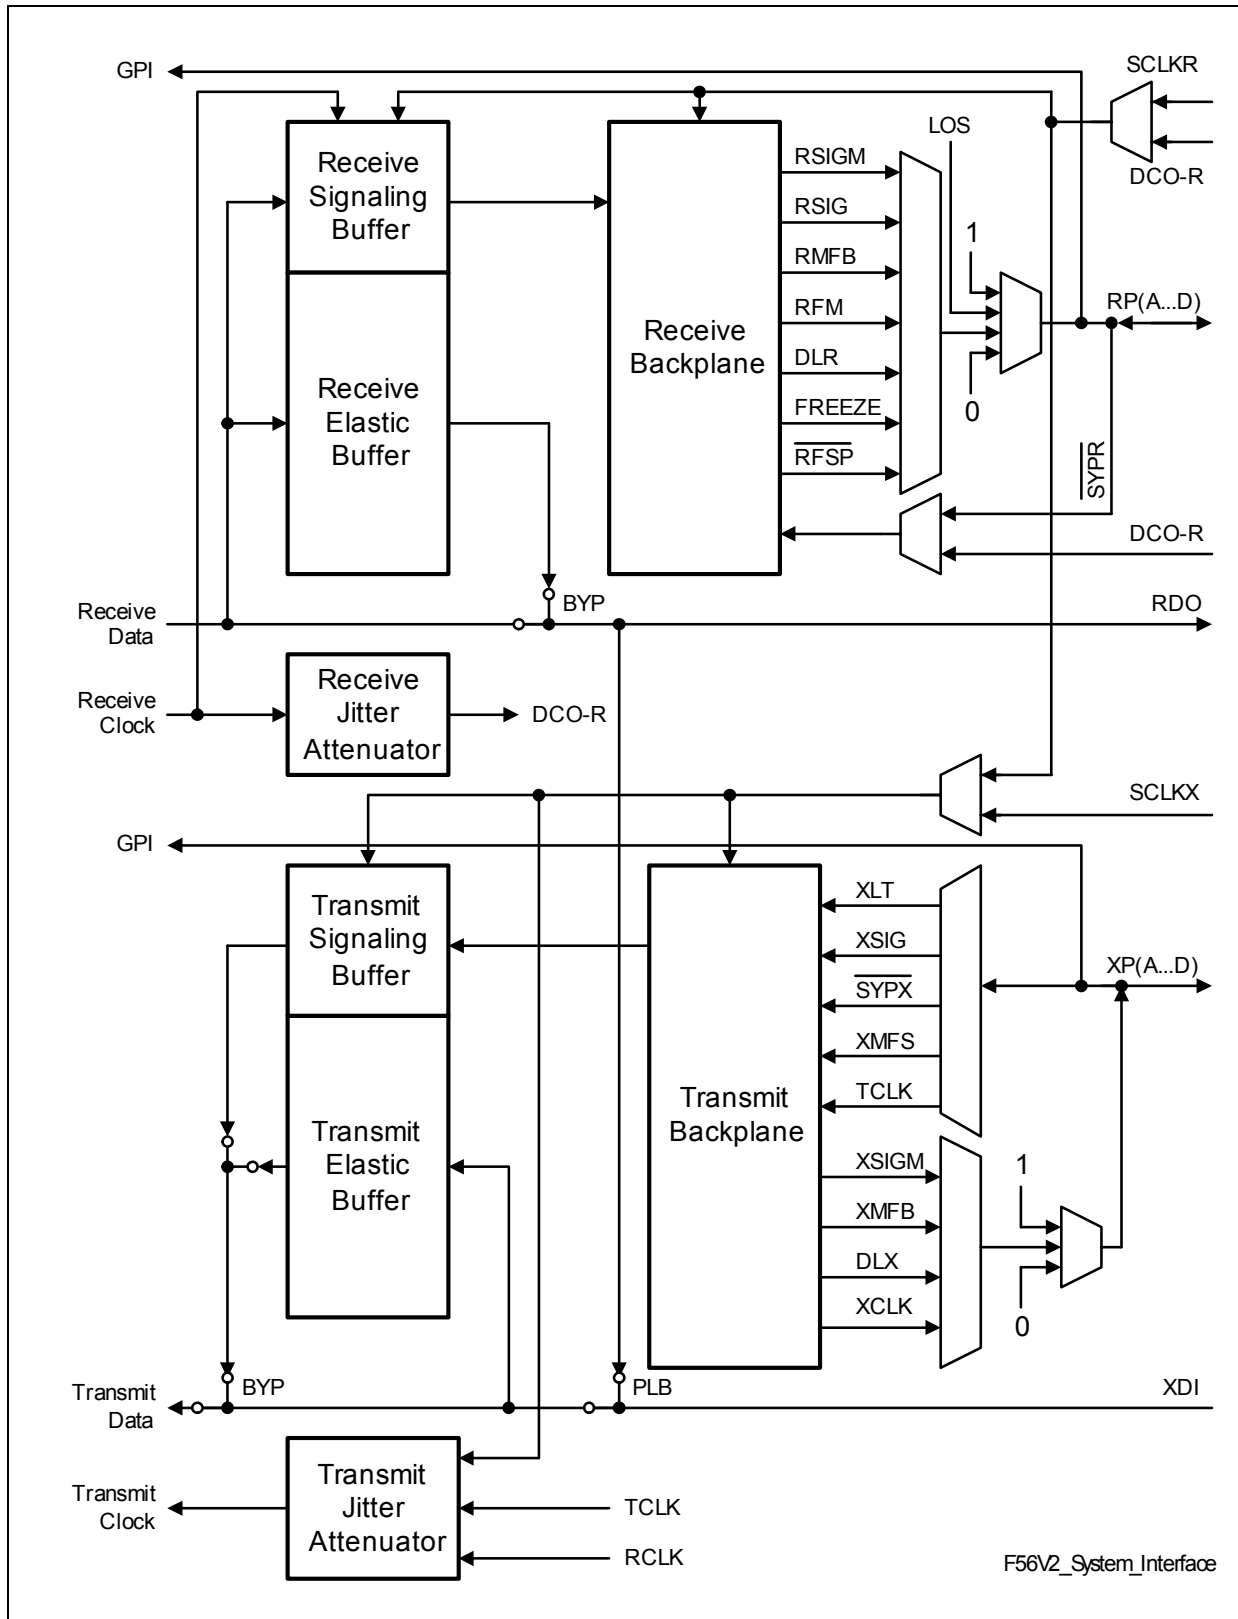 GPI
SCLKR
LOS
DCO-R
Receive
Signaling
Buffer
Receive
Elastic
Buffer
Receive
Backplane
RSIGM
RSIG
RMFB
RFM
DLR
FREEZE
RFSP
1
0
RP(A...D)
SYPR
DCO-R
BYP
RDO
Receive
Data
Receive
Clock
Receive
Jitter
Attenuator
DCO-R
SCLKX
GPI
Transmit
Signaling
Buffer
Transmit
Elastic
Buffer
Transmit
Backplane
XLT
XSIG
SYPX
XMFS
TCLK
XSIGM
XMFB
DLX
XCLK
XP(A...D)
1
0
BYP
PLB
XDI
Transmit
Data
Transmit
Clock
Transmit
Jitter
Attenuator
TCLK
RCLK
F56V2_System_Interface